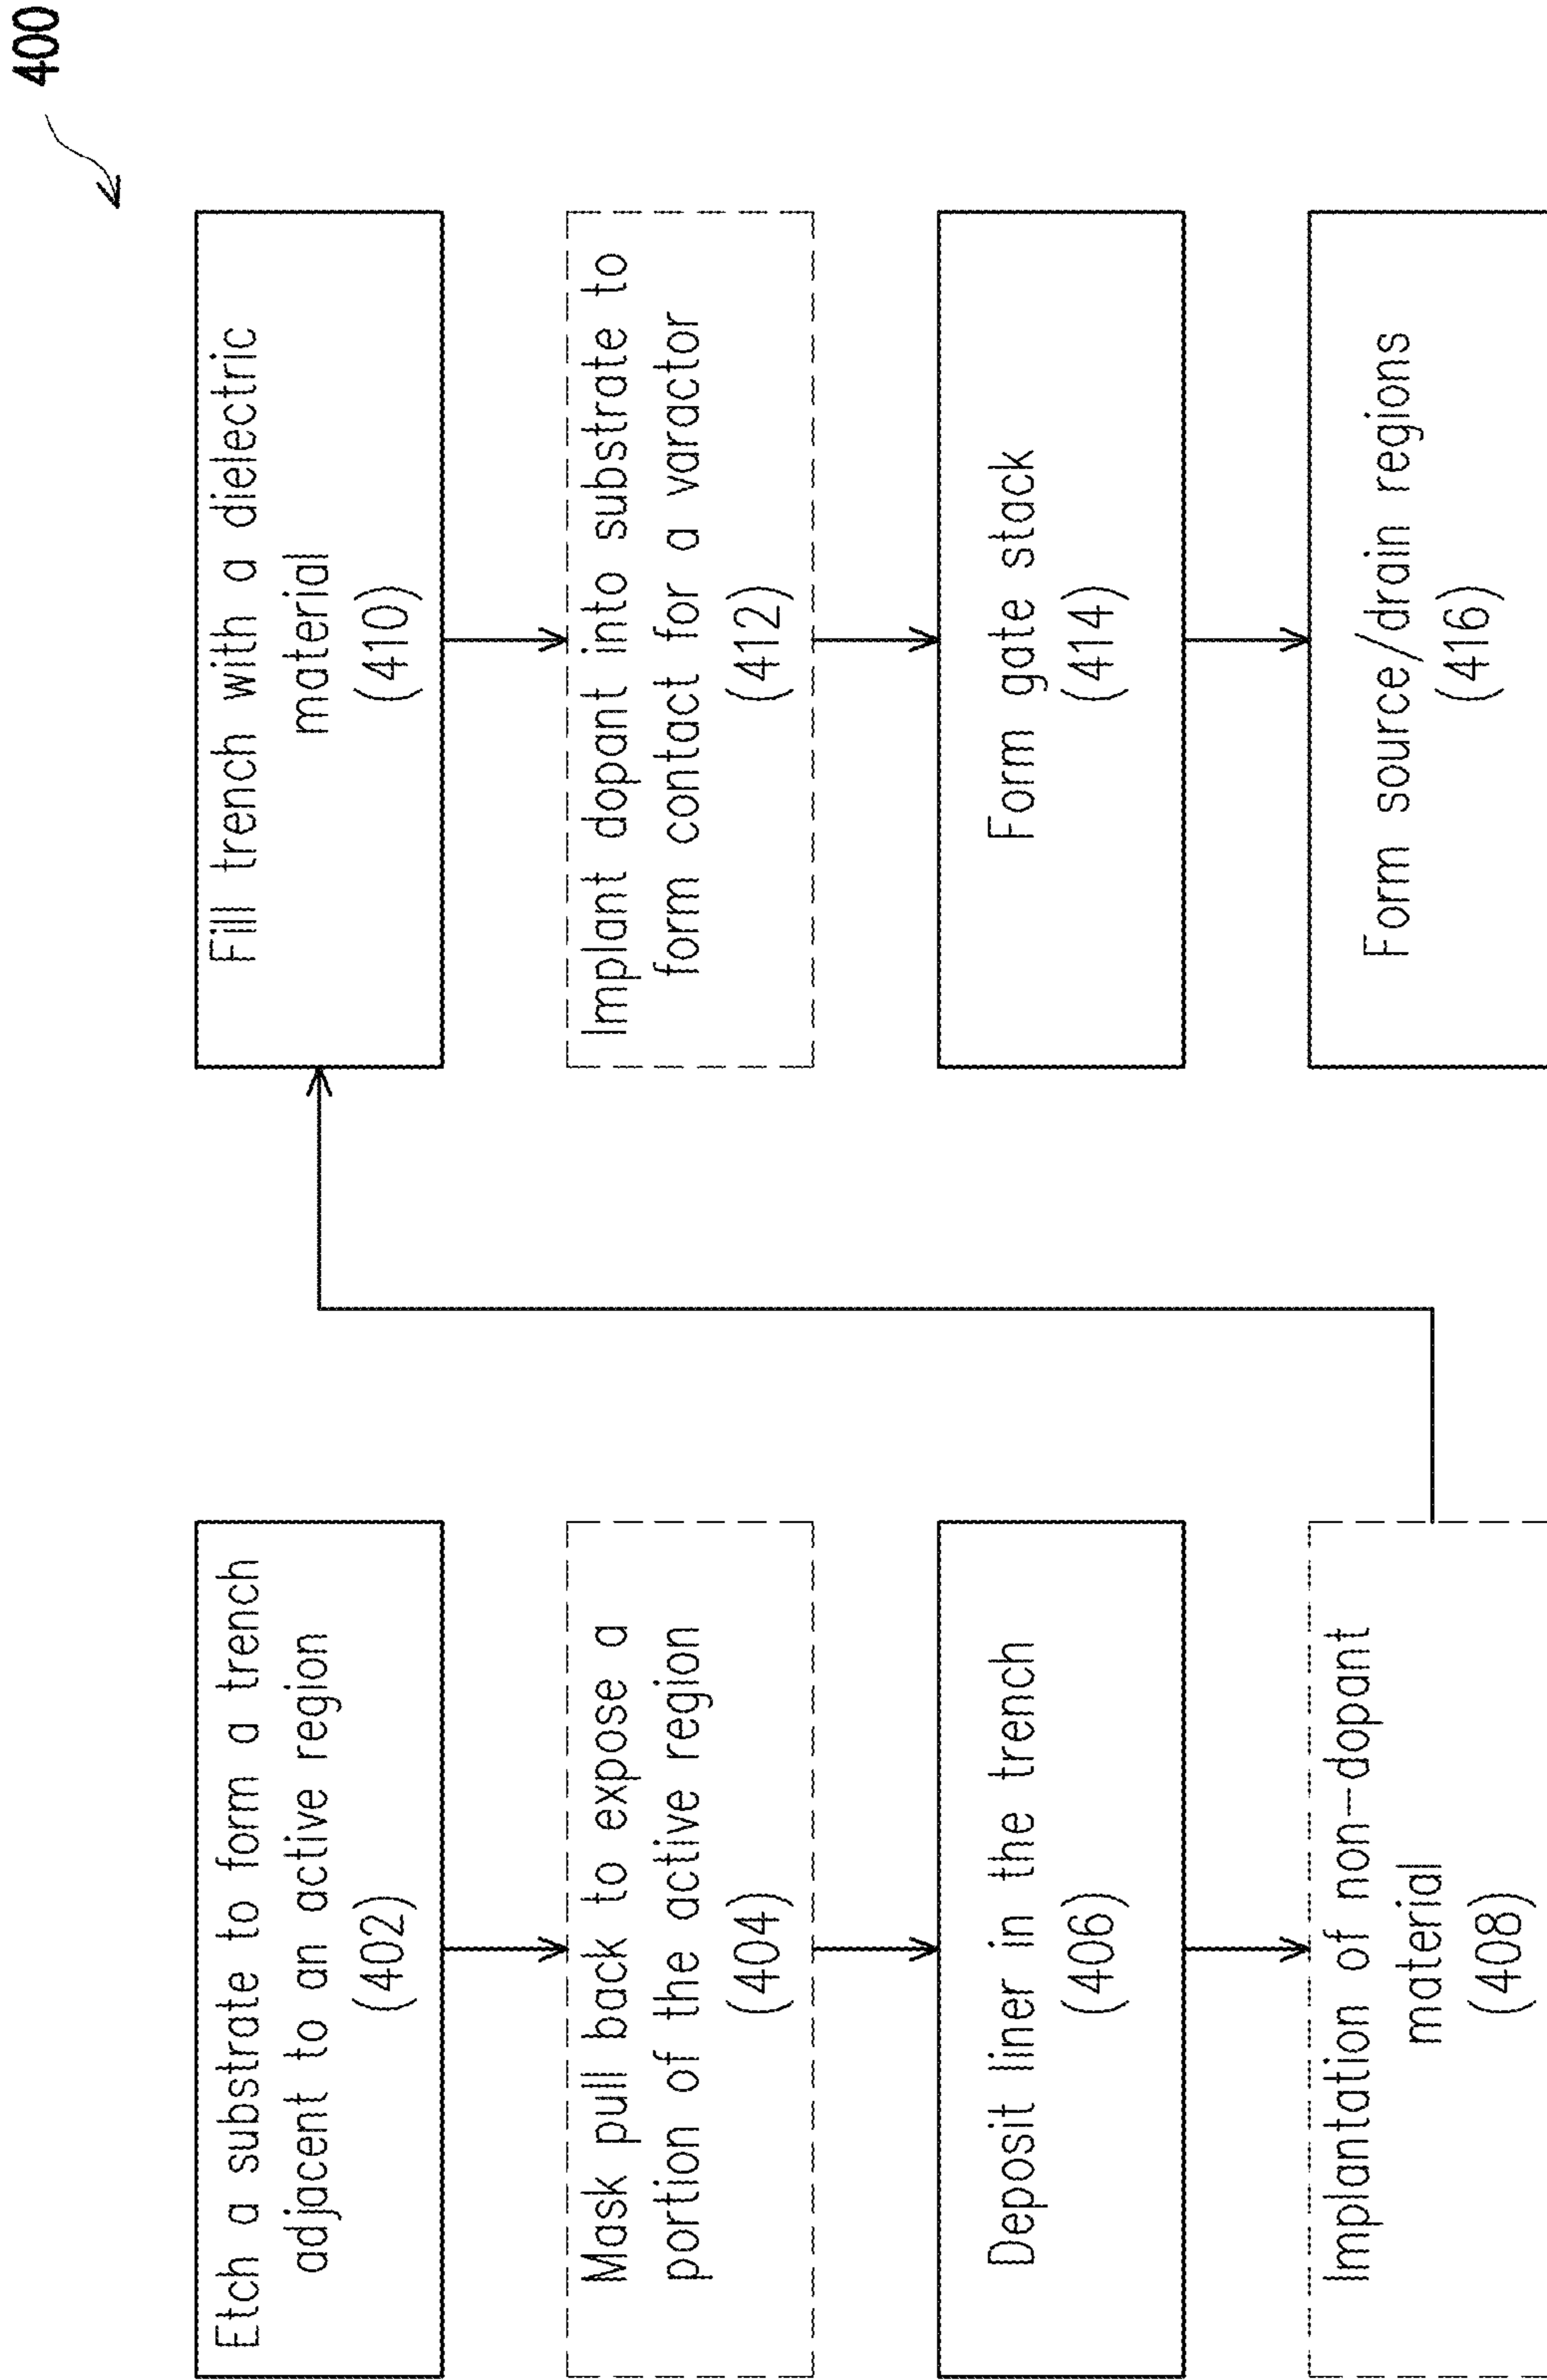 400
Etch a substrate to form a trench
adjacent to an active region
(402)
Mask pull back to expose a
portion of the active region
(404)
Deposit liner in the trench
(406)
Implantation of non-dopant
material
(408)
Fill trench with a dielectric
material
(410)
Implant dopant into substrate to
form contact for a varactor
(412)
Form gate stack
(414)
Form source/drain regions
(416)